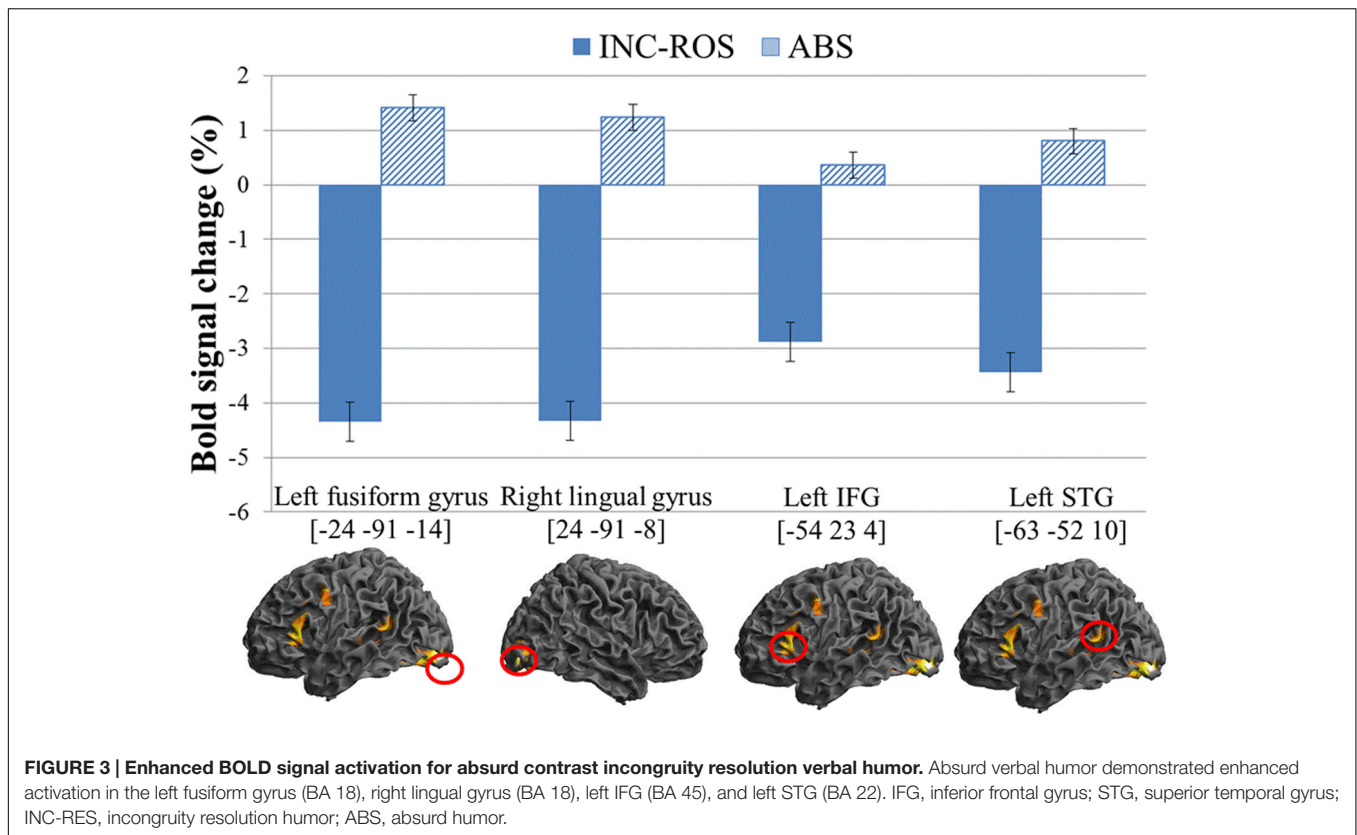 INC-ROS ABS
Bold signal change (%)
2
1
0
-1
-2
-3
-4
-5
-6
Left fusiform gyrus Right lingual gyrus Left IFG Left STG
[-24 -91 -14] [24 -91 -8] [-54 23 4] [-63 -52 10]
FIGURE 3 | Enhanced BOLD signal activation for absurd contrast incongruity resolution verbal humor. Absurd verbal humor demonstrated enhanced
activation in the left fusiform gyrus (BA 18), right lingual gyrus (BA 18), left IFG (BA 45), and left STG (BA 22). IFG, inferior frontal gyrus; STG, superior temporal gyrus;
INC-RES, incongruity resolution humor; ABS, absurd humor.